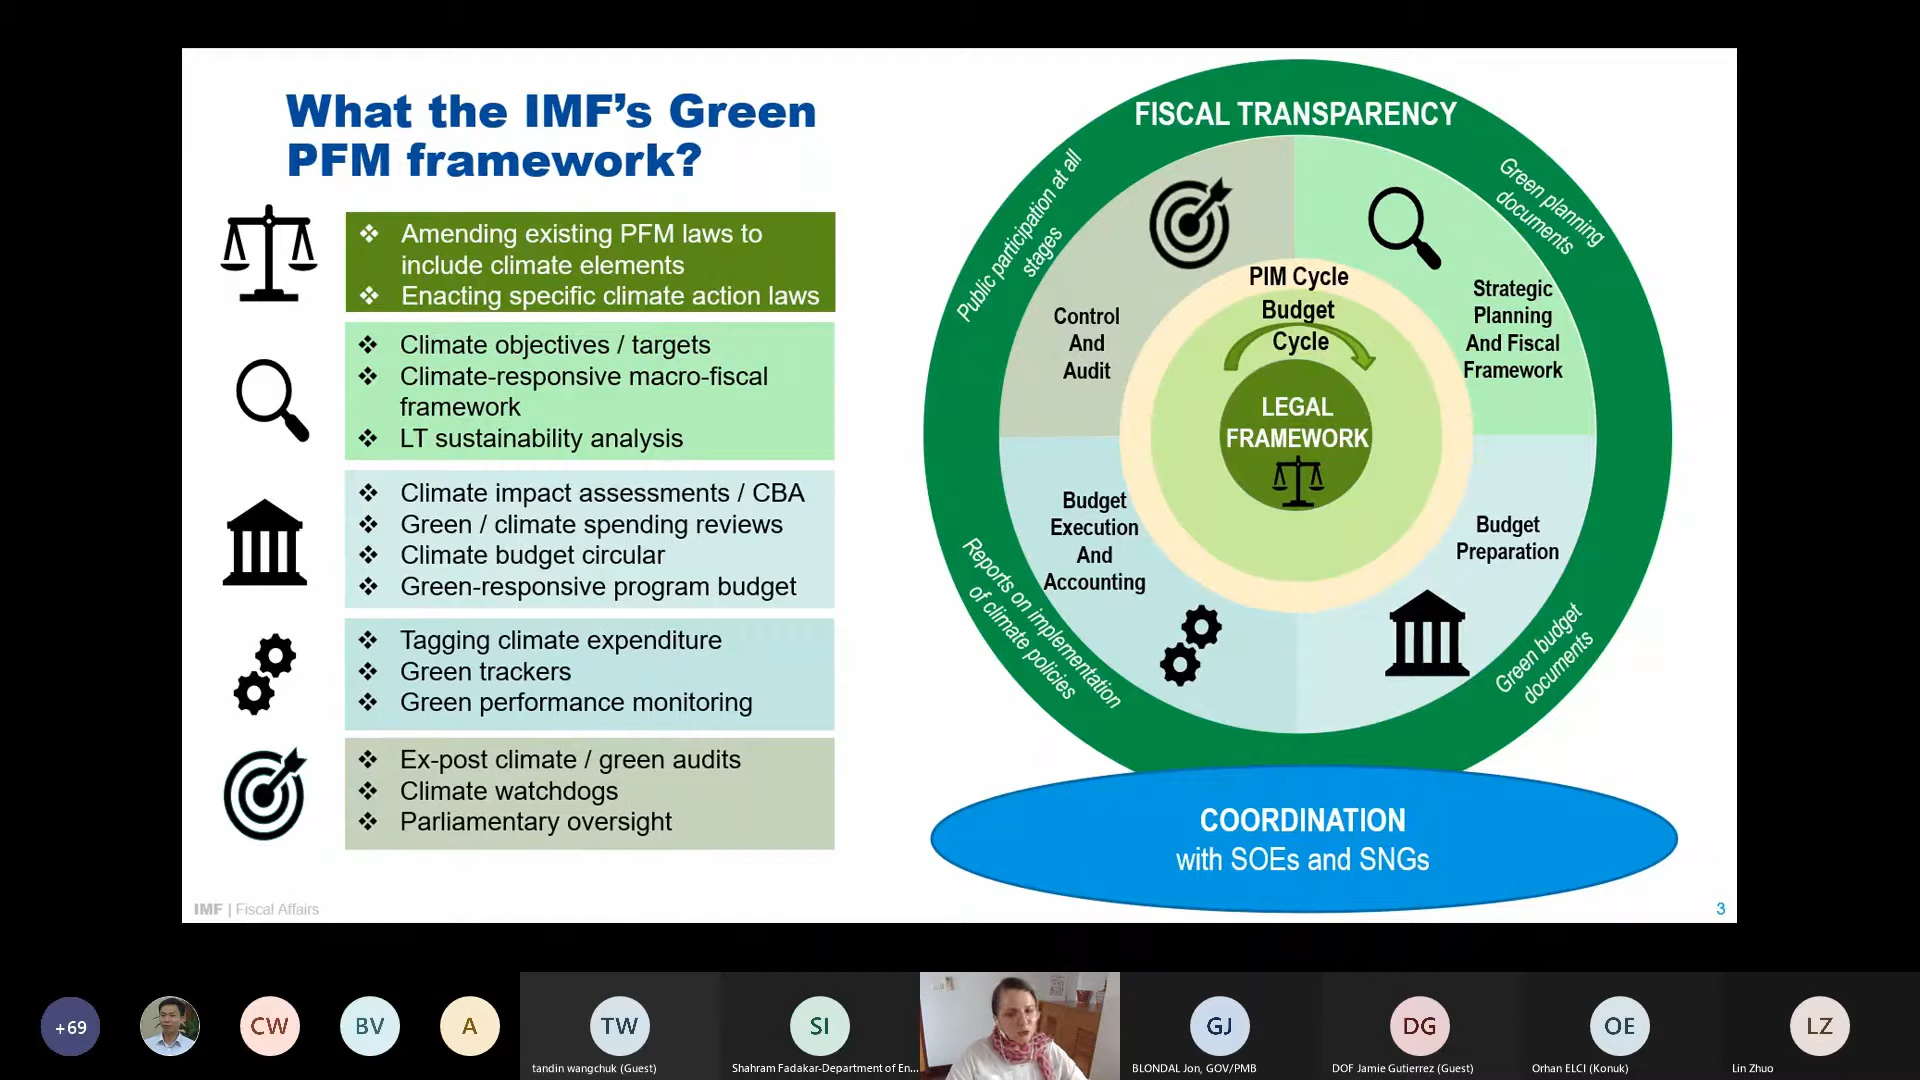 What the IMF’s Green
PFM framework?
Amending existing PFM laws to
include climate elements
Enacting specific climate action laws
Climate objectives / targets
Climate-responsive macro-fiscal
framework
LT sustainability analysis
Climate impact assessments / CBA
Green / climate spending reviews
Climate budget circular
Green-responsive program budget
Tagging climate expenditure
Green trackers
Green performance monitoring
Ex-post climate / green audits
Climate watchdogs
Parliamentary oversight
FISCAL TRANSPARENCY
Public participation at all
stages
Green planning
documents
Control
And
Audit
Strategic
Planning
And Fiscal
Framework
PIM Cycle
Budget
Cycle
LEGAL
FRAMEWORK
Budget
Execution
And
Accounting
Budget
Preparation
Reports on implementation
of climate policies
Green budget
documents
COORDINATION
with SOEs and SNGs
IMF | Fiscal Affairs
3
+69
CW
BV
A
TW
tandin wangchuk (Guest)
SI
Shahram Fadakar-Department of En...
GJ
BLONDAL Jon, GOV/PMB
DG
DOF Jamie Gutierrez (Guest)
OE
Orhan ELCI (Konuk)
LZ
Lin Zhuo